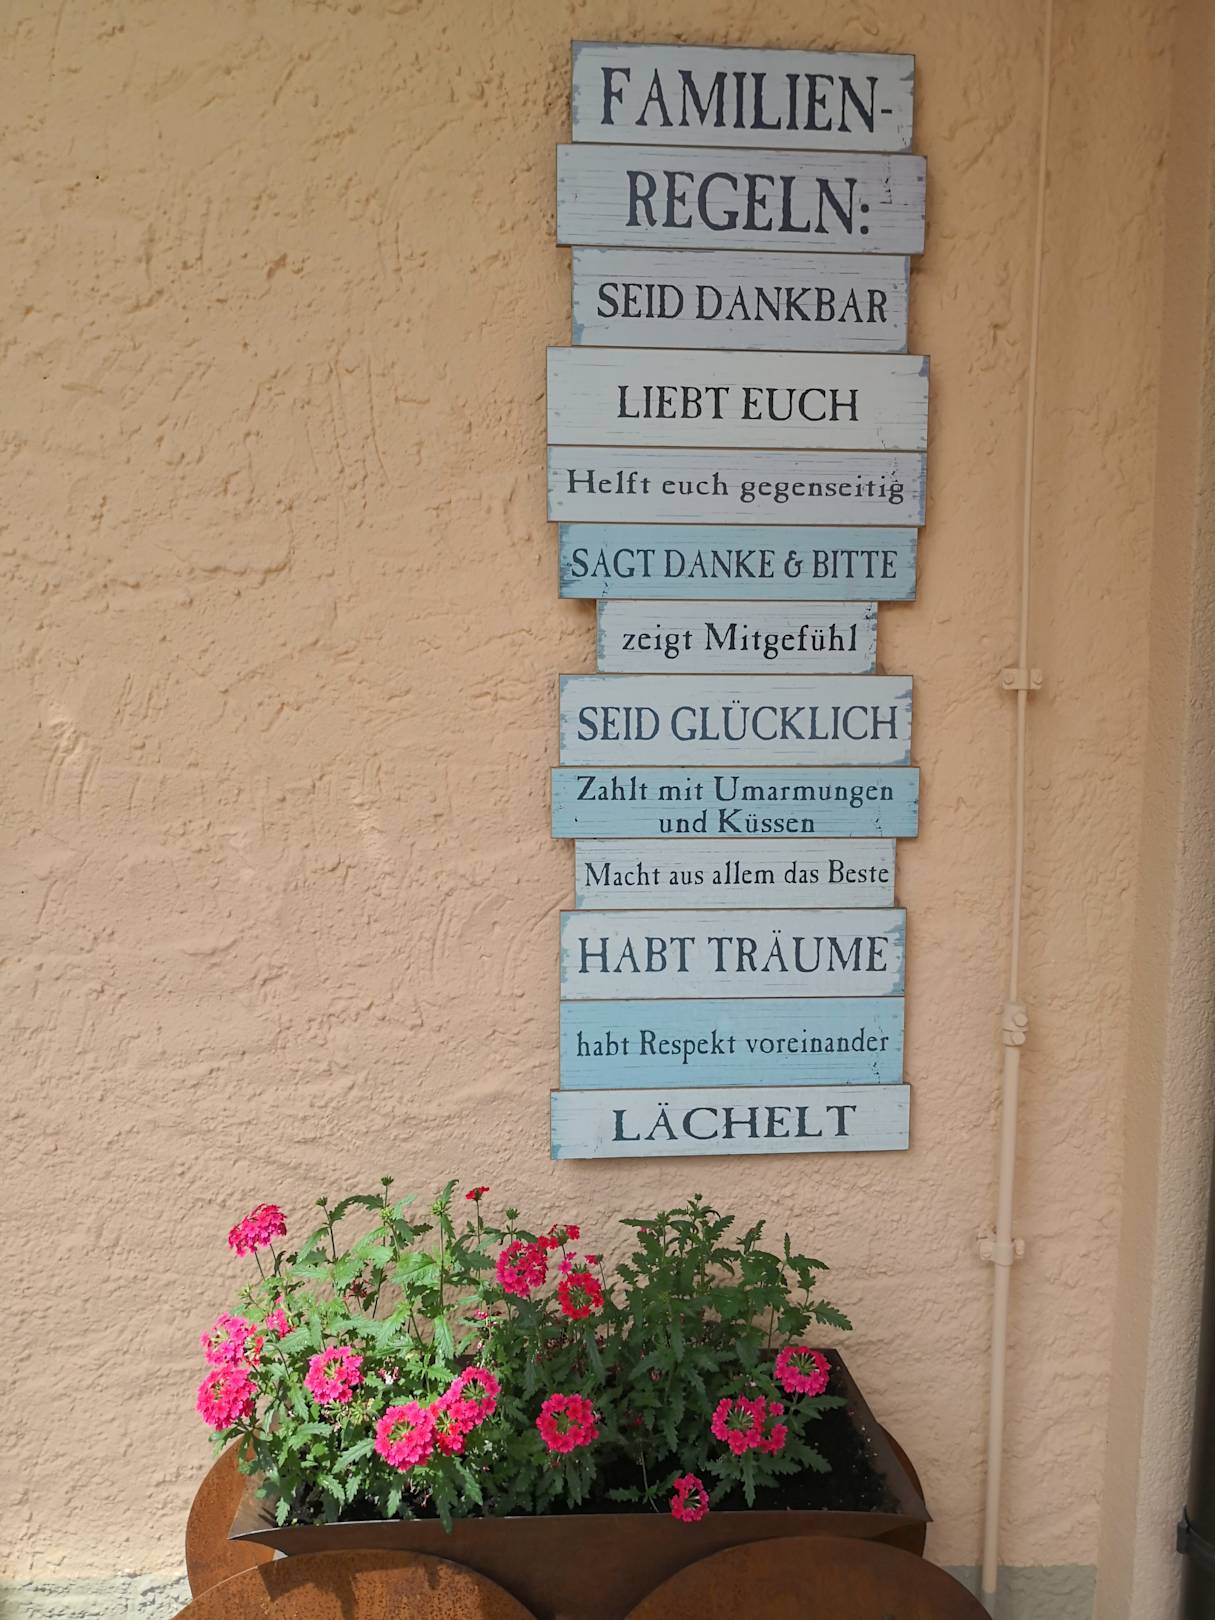 FAMILIEN-
REGELN:
SEID DANKBAR
LIEBT EUCH
Helft euch gegenseitig
SAGT DANKE & BITTE
zeigt Mitgefühl
SEID GLÜCKLICH
Zahlt mit Umarmungen
und Küssen
Macht aus allem das Beste
HABT TRÄUME
habt Respekt voreinander
LÄCHELT